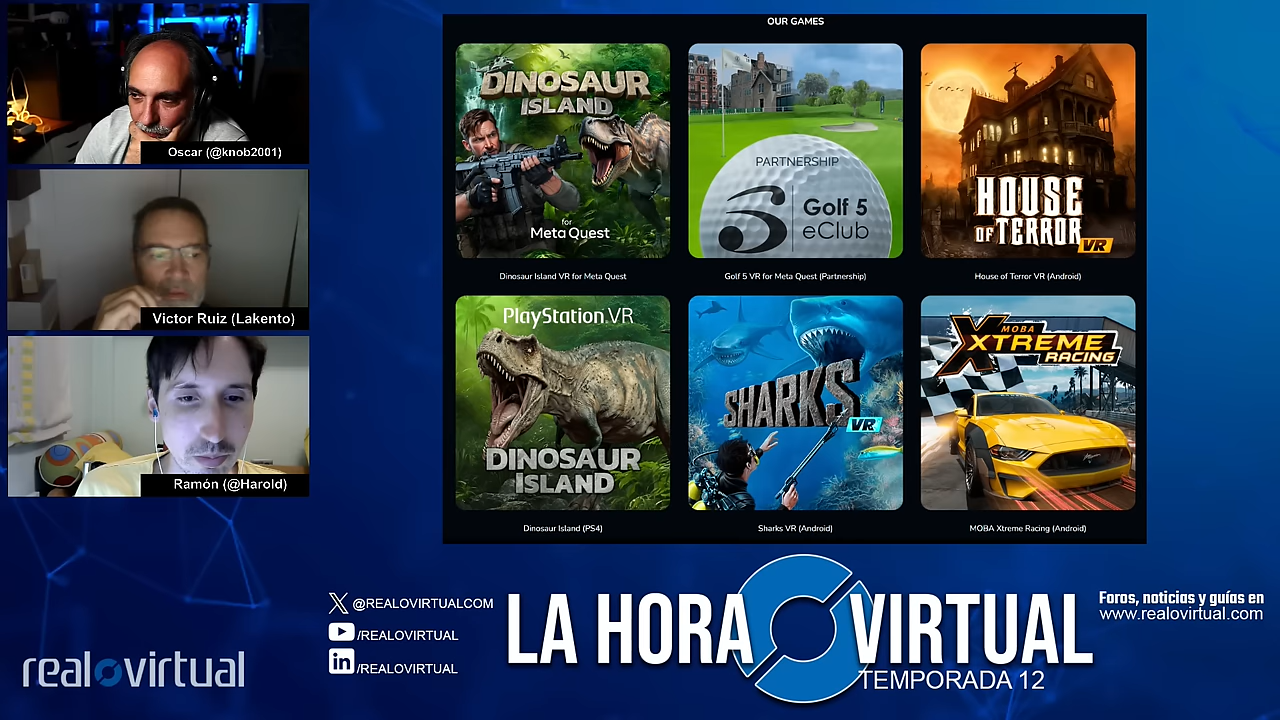 Oscar (@knob2001)
Victor Ruiz (Lakento)
Ramón (@Harold)
OUR GAMES
DINOSAUR
ISLAND
for
Meta Quest
Dinosaur Island VR for Meta Quest
PARTNERSHIP
Golf 5
eClub
Golf 5 VR for Meta Quest (Partnership)
HOUSE
OF TERROR
VR
House of Terror VR (Android)
PlayStation VR
DINOSAUR
ISLAND
Dinosaur Island (PS4)
SHARKS
VR
Sharks VR (Android)
MOBA
XTREME
RACING
MOBA Xtreme Racing (Android)
realovirtual
@REALOVIRTUALCOM
/REALOVIRTUAL
in /REALOVIRTUAL
LA HORA VIRTUAL
TEMPORADA 12
Foros, noticias y guías en
www.realovirtual.com